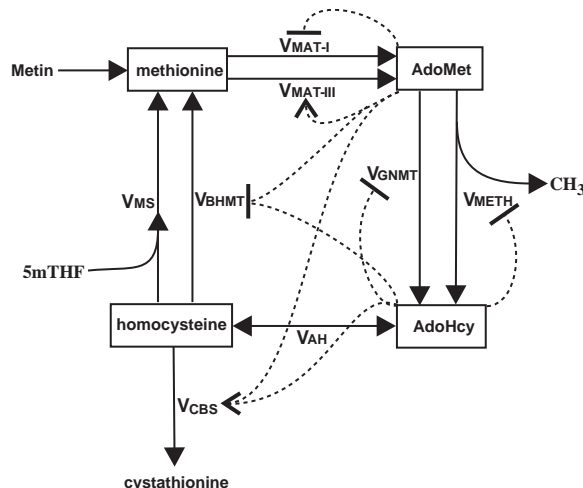 VMAT-I
Metin
methionine
AdoMet
VMAT-III
VGNMT
VMS
VBHMT
VMETH
CH3
5mTHF
homocysteine
AdoHcy
VAH
VCBS
cystathionine